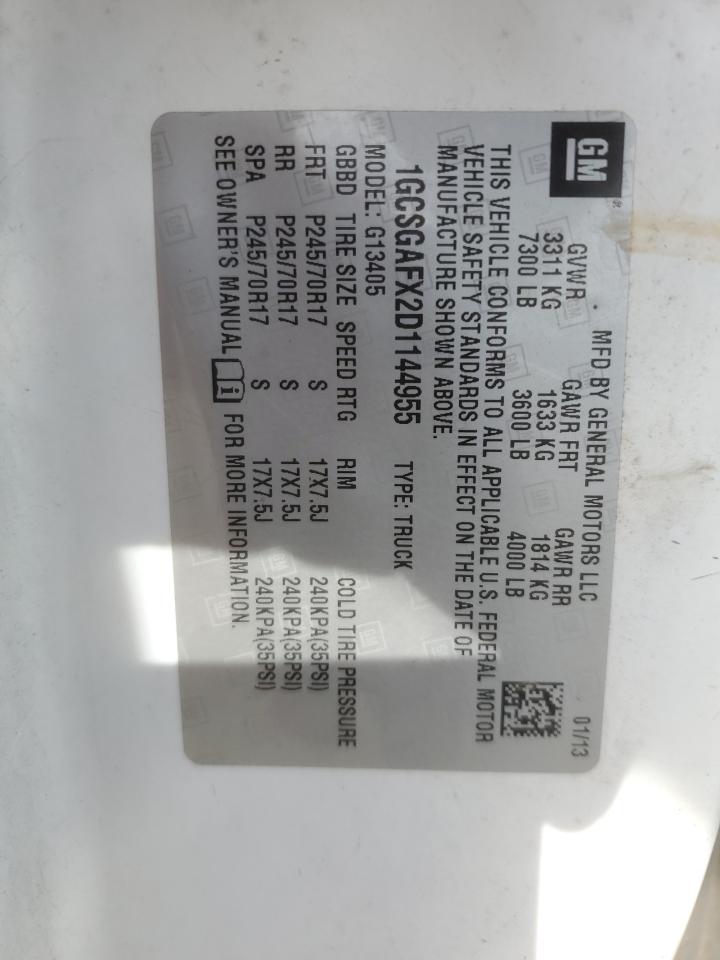 GM
MFD BY GENERAL MOTORS LLC 01/13
GVWR GAWR FRT GAWR RR
3311 KG 1633 KG 1814 KG
7300 LB 3600 LB 4000 LB
THIS VEHICLE CONFORMS TO ALL APPLICABLE U.S. FEDERAL MOTOR
VEHICLE SAFETY STANDARDS IN EFFECT ON THE DATE OF
MANUFACTURE SHOWN ABOVE.
1GCSGAFX2D1144955 TYPE: TRUCK
MODEL: G13405
GBBD TIRE SIZE SPEED RTG RIM COLD TIRE PRESSURE
FRT P245/70R17 S 17X7.5J 240KPA(35PSI)
RR P245/70R17 S 17X7.5J 240KPA(35PSI)
SPA P245/70R17 S 17X7.5J 240KPA(35PSI)
SEE OWNER'S MANUAL i FOR MORE INFORMATION.